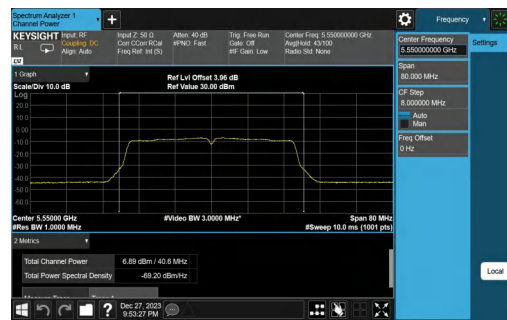 Spectrum Analyzer 1
Channel Power
+
Frequency
KEYSIGHT
RL
Input: RF
Coupling: DC
Align: Auto
Input Z: 50 Ω
Corr CCorr RCal
Freq Ref: Int (S)
Atten: 40 dB
#PNO: Fast
Trig: Free Run
Gate: Off
#IF Gain: Low
Center Freq: 5.550000000 GHz
Avg|Hold: 43/100
Radio Std: None
Center Frequency
5.550000000 GHz
Settings
Span
80.000 MHz
CF Step
8.000000 MHz
Auto
Man
Freq Offset
0 Hz
Local
1 Graph
Scale/Div 10.0 dB
Ref Lvl Offset 3.96 dB
Ref Value 30.00 dBm
Log
20.0
10.0
0.00
-10.0
-20.0
-30.0
-40.0
-50.0
-60.0
Center 5.55000 GHz
#Res BW 1.0000 MHz
#Video BW 3.0000 MHz*
Span 80 MHz
#Sweep 10.0 ms (1001 pts)
2 Metrics
Total Channel Power 6.89 dBm / 40.6 MHz
Total Power Spectral Density -69.20 dBm/Hz
?
Dec 27, 2023
9:53:27 PM